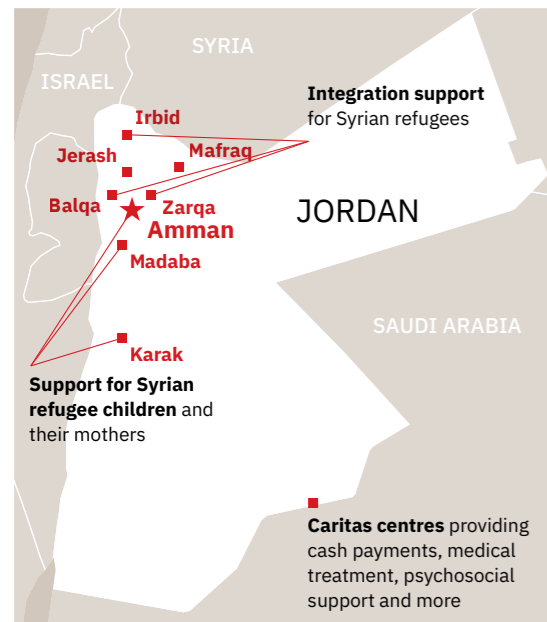 SYRIA
ISRAEL
Integration support
for Syrian refugees
Irbid
Jerash
Mafraq
Balqa
Zarqa
Amman
JORDAN
Madaba
SAUDI ARABIA
Karak
Support for Syrian
refugee children and
their mothers
Caritas centres providing
cash payments, medical
treatment, psychosocial
support and more